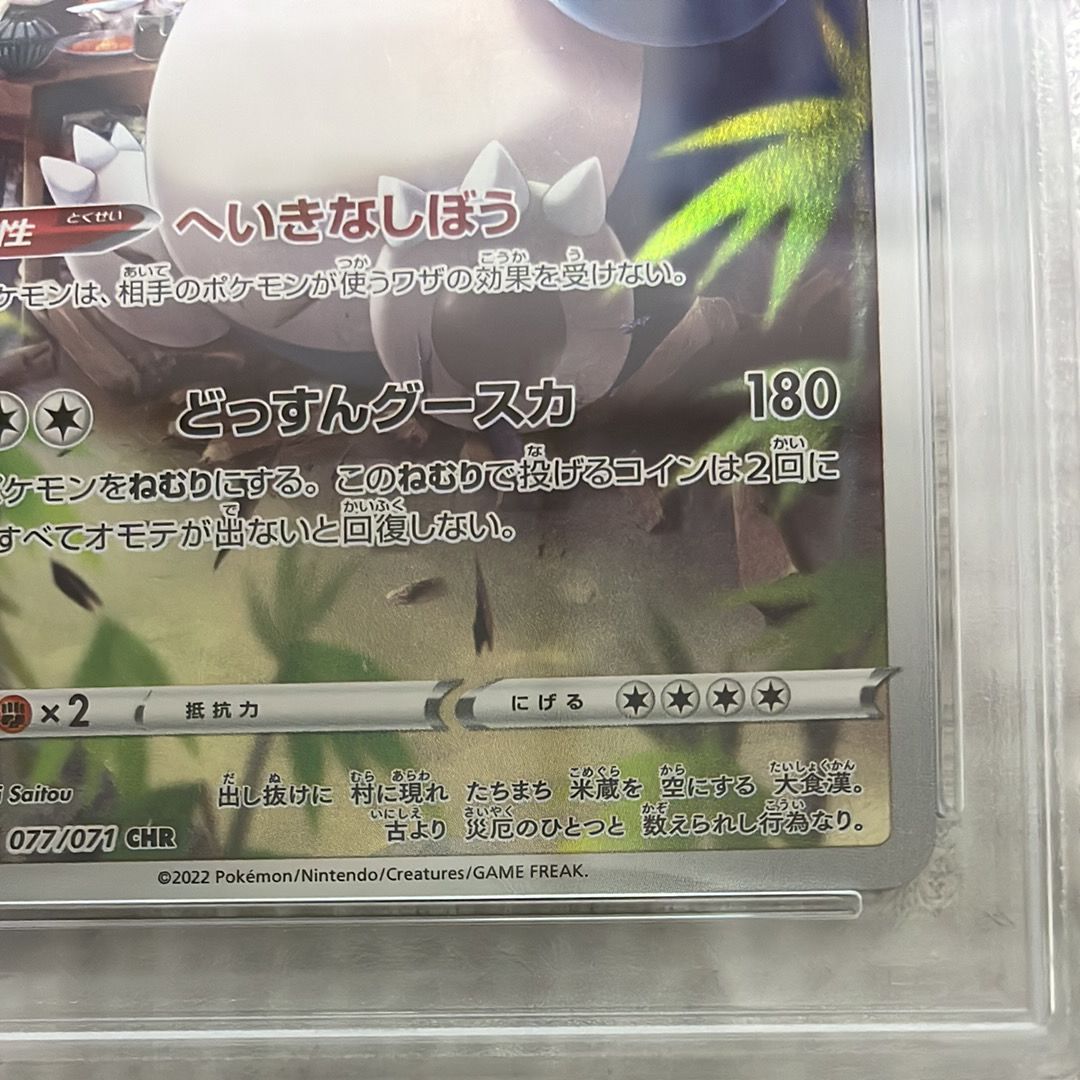 性 とくせい へいきなしぼう
ケモンは、相手のポケモンが使うワザの効果を受けない。
どっすんグースカ 180
ポケモンをねむりにする。このねむりで投げるコインは2回に
すべてオモテが出ないと回復しない。
×2 抵抗力 にげる
i Saitou
出し抜けに 村に現れ たちまち 米蔵を 空にする 大食漢。
古より 災厄のひとつと 数えられし行為なり。
077/071 CHR
©2022 Pokémon/Nintendo/Creatures/GAME FREAK.